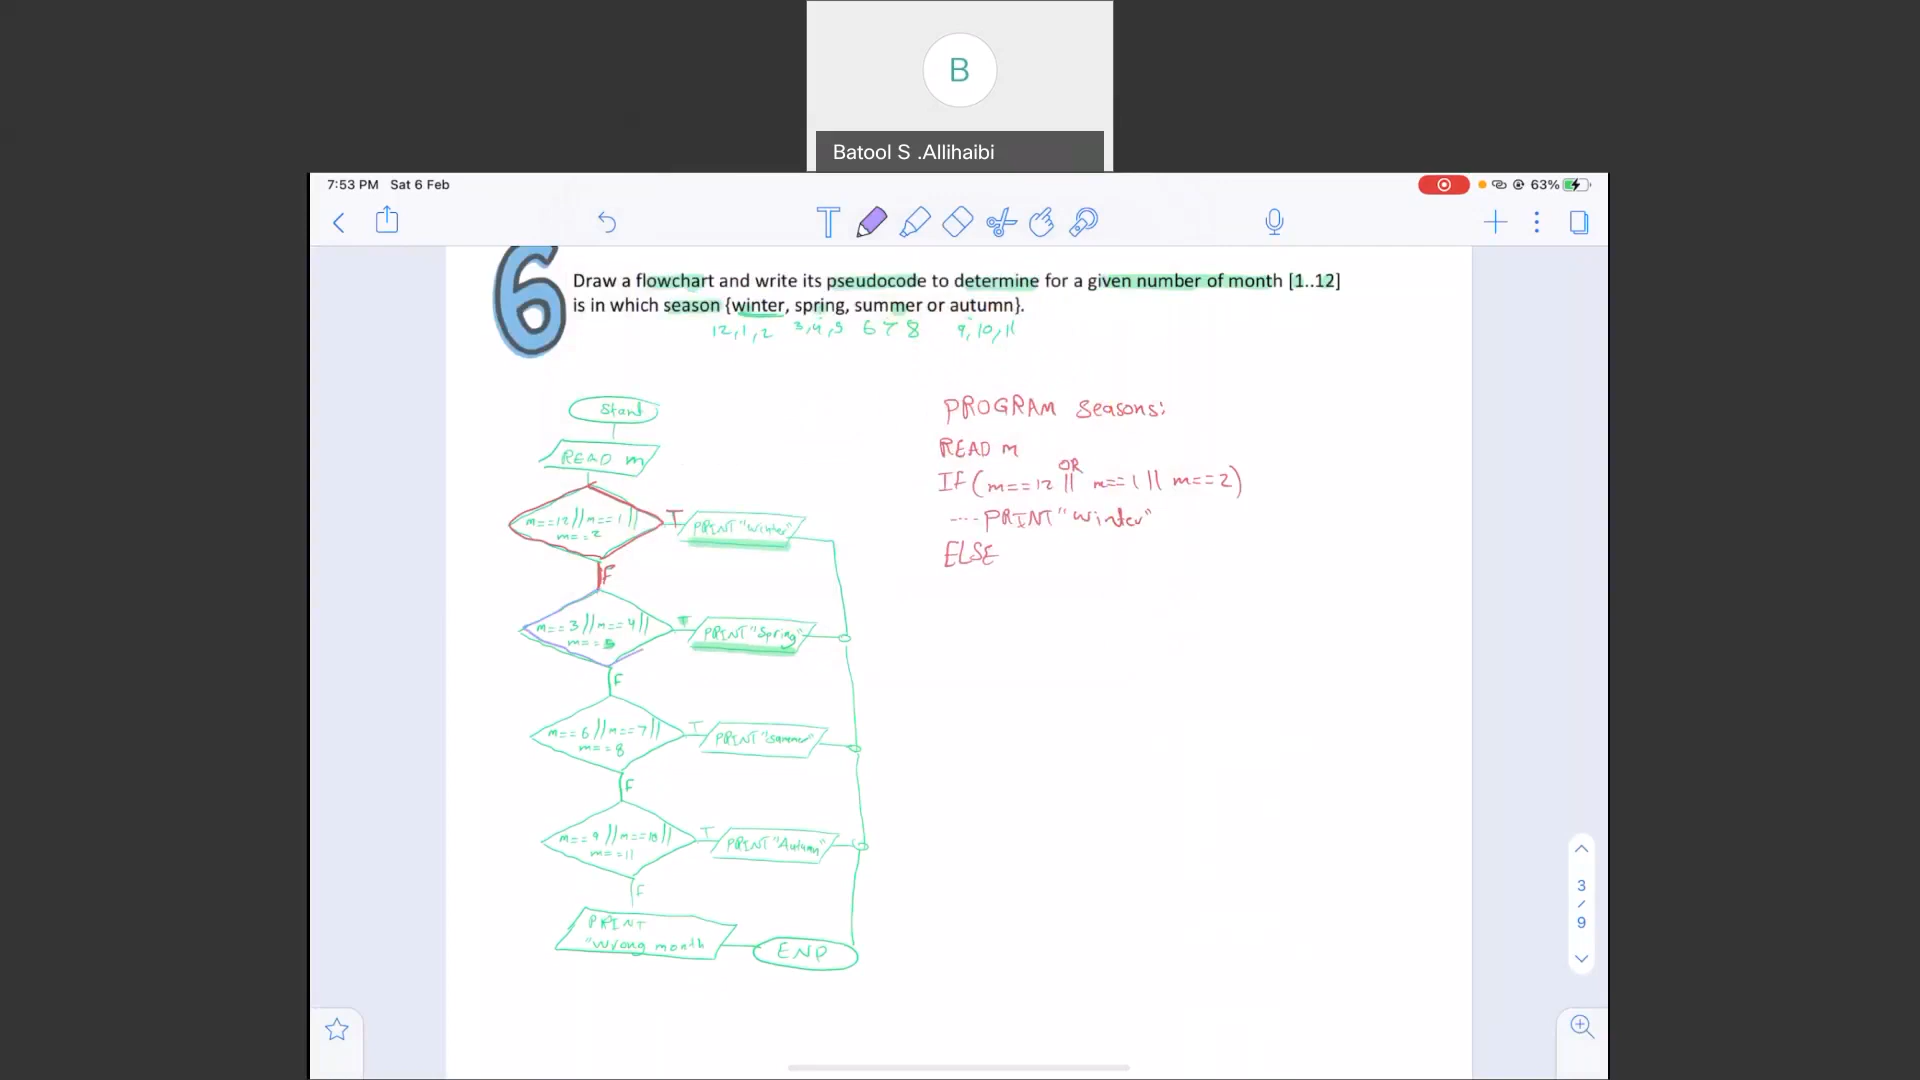 B
Batool S .Allihaibi
7:53 PM Sat 6 Feb
63%
T
6
Draw a flowchart and write its pseudocode to determine for a given number of month [1..12]
is in which season {winter, spring, summer or autumn}.
12,1,2 3,4,5 6 7 8 9,10,11
Start
READ m
m==12||m==1||
m==2
T
PRINT "Winter"
F
m==3||m==4||
m==5
T
PRINT "Spring"
F
m==6||m==7||
m==8
T
PRINT "summer"
F
m==9||m==10||
m==11
T
PRINT "Autumn"
F
PRINT
"Wrong month
END
PROGRAM Seasons:
READ m
OR
If (m==12 || m==1 || m==2)
----PRINT "Winter"
ELSE
3
/
9